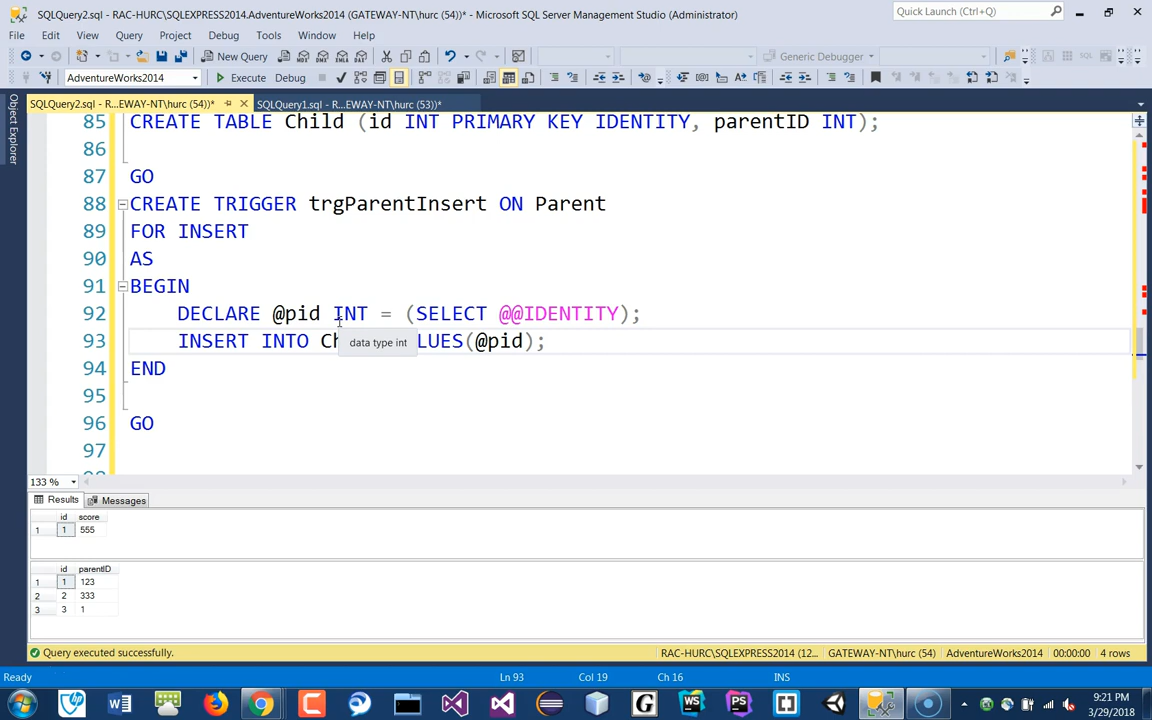 SQLQuery2.sql - RAC-HURC\SQLEXPRESS2014.AdventureWorks2014 (GATEWAY-NT\hurc (54))* - Microsoft SQL Server Management Studio (Administrator)
Quick Launch (Ctrl+Q)
File Edit View Query Project Debug Tools Window Help
New Query
Generic Debugger
AdventureWorks2014
Execute Debug
SQLQuery2.sql - R...EWAY-NT\hurc (54))*
SQLQuery1.sql - R...EWAY-NT\hurc (53))*
Object Explorer
85 CREATE TABLE Child (id INT PRIMARY KEY IDENTITY, parentID INT);
86
87 GO
88 CREATE TRIGGER trgParentInsert ON Parent
89 FOR INSERT
90 AS
91 BEGIN
92 DECLARE @pid INT = (SELECT @@IDENTITY);
93 INSERT INTO Ch LUES(@pid);
data type int
94 END
95
96 GO
97
133 %
Results Messages
id score
1 1 555
id parentID
1 1 123
2 2 333
3 3 1
Query executed successfully.
RAC-HURC\SQLEXPRESS2014 (12... GATEWAY-NT\hurc (54) AdventureWorks2014 00:00:00 4 rows
Ready
Ln 93 Col 19 Ch 16 INS
9:21 PM
3/29/2018